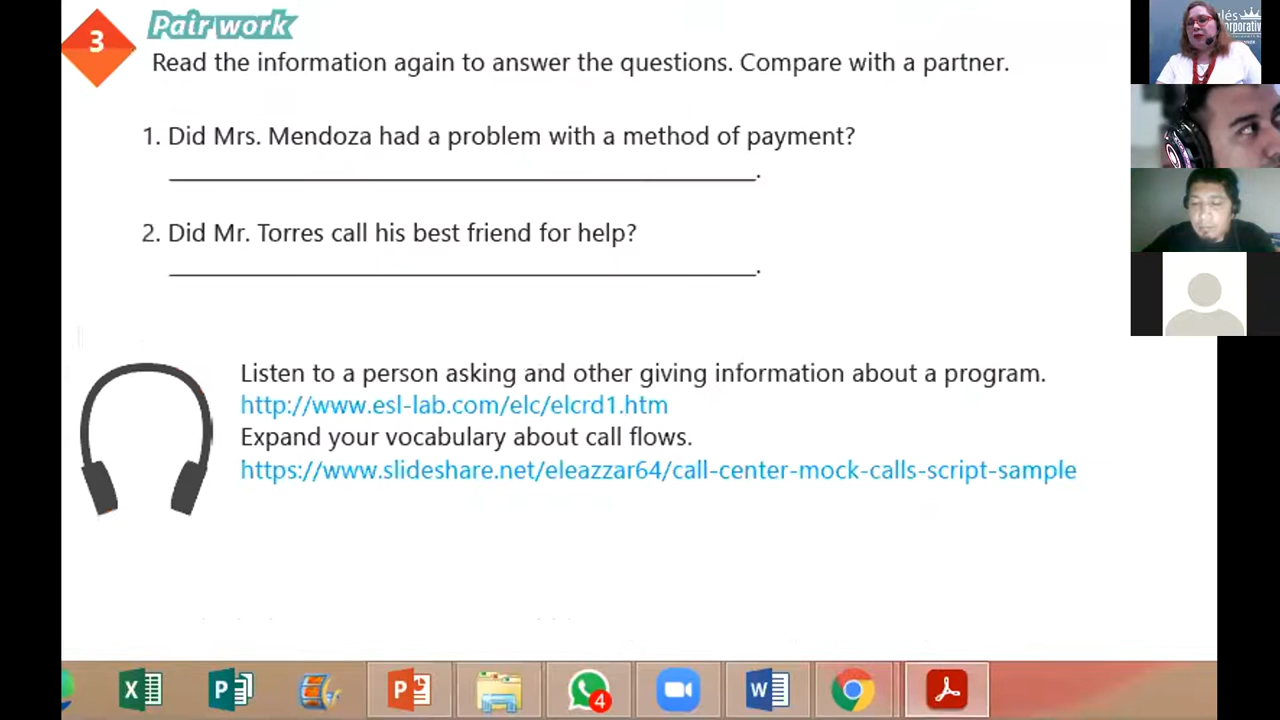 3
Pair work
Read the information again to answer the questions. Compare with a partner.
1. Did Mrs. Mendoza had a problem with a method of payment?
2. Did Mr. Torres call his best friend for help?
Listen to a person asking and other giving information about a program.
http://www.esl-lab.com/elc/elcrd1.htm
Expand your vocabulary about call flows.
https://www.slideshare.net/eleazzar64/call-center-mock-calls-script-sample
4